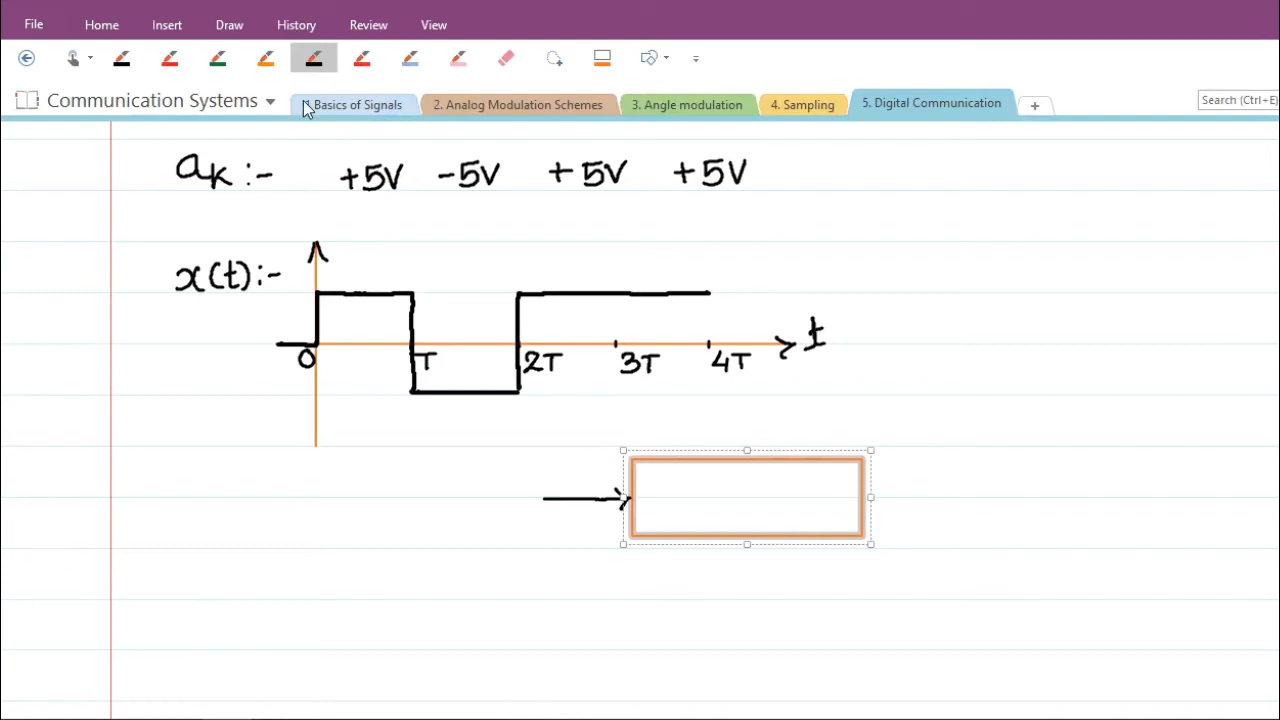 File Home Insert Draw History Review View
Communication Systems Basics of Signals 2. Analog Modulation Schemes 3. Angle modulation 4. Sampling 5. Digital Communication + Search (Ctrl+E)
aₖ :- +5V -5V +5V +5V
x(t) :-
t
0 T 2T 3T 4T